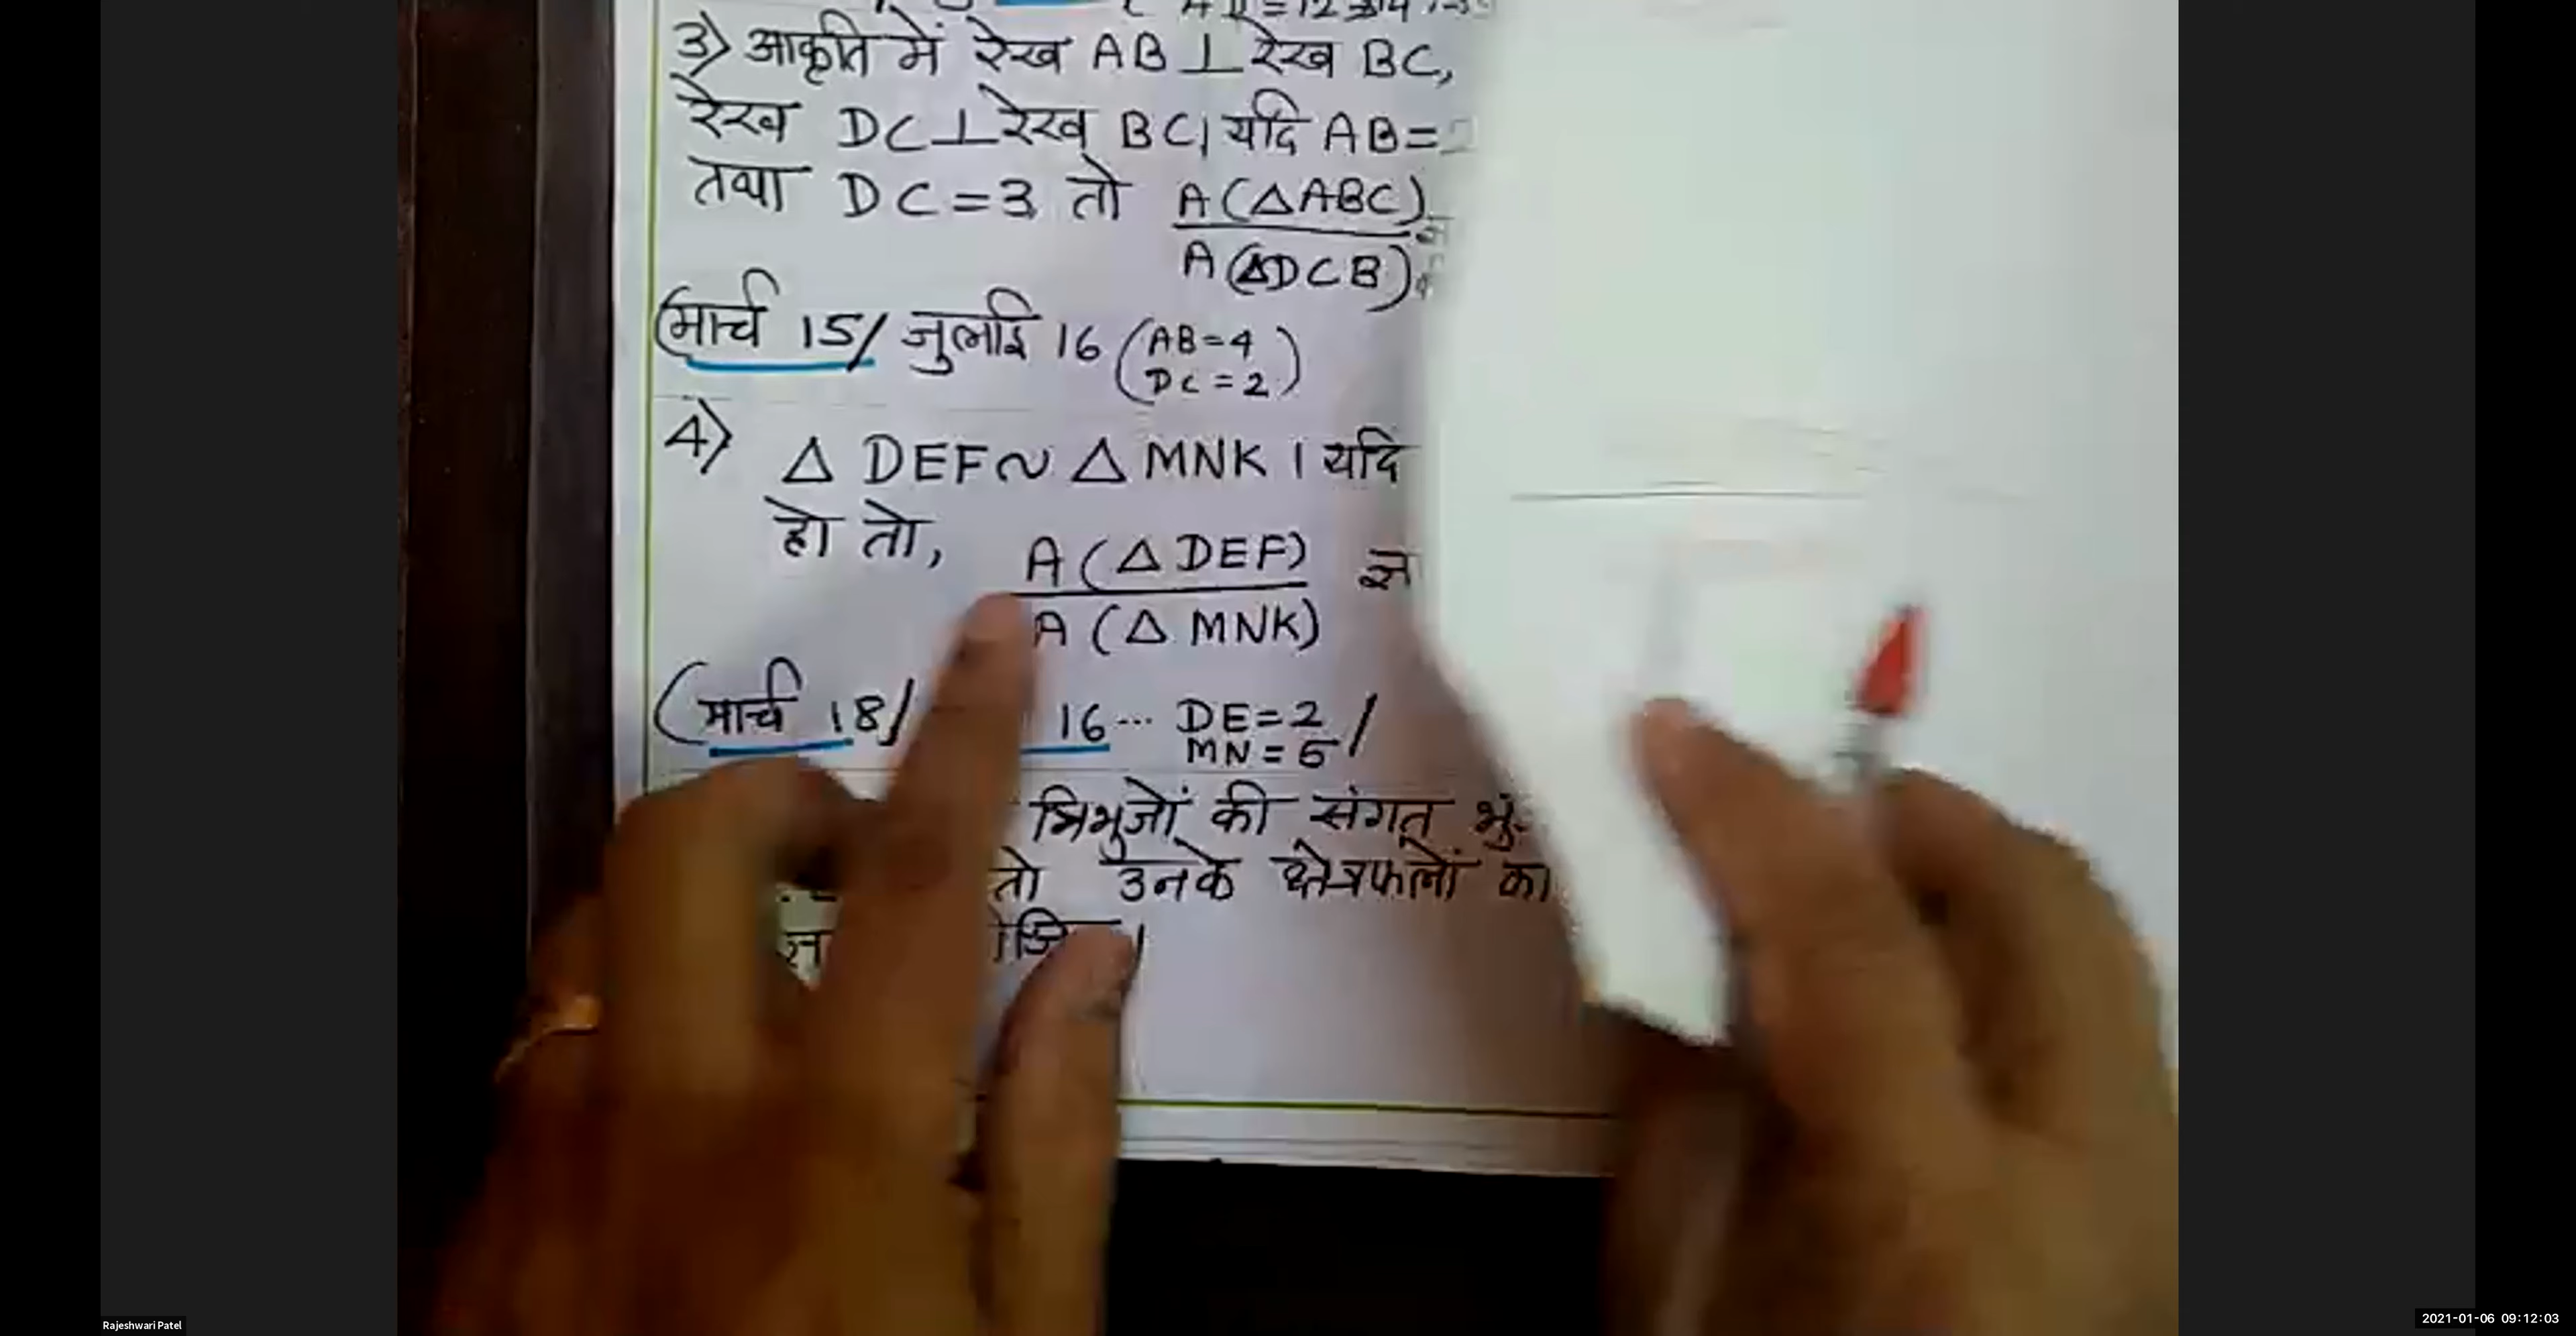 3) आकृति में रेख AB ⊥ रेख BC,
रेख DC ⊥ रेख BC। यदि AB =
तथा DC = 3 तो A(△ABC)
A(△DCB)
(मार्च 15/ जुलाई 16 (AB=4
DC=2)
4) △ DEF ~ △ MNK । यदि
हो तो, A (△ DEF)
A (△ MNK)
(मार्च 18/ 16... DE=2 /
MN=5
त्रिभुजों की संगत
तो उनके क्षेत्रफलों का
Rajeshwari Patel
2021-01-06 09:12:03